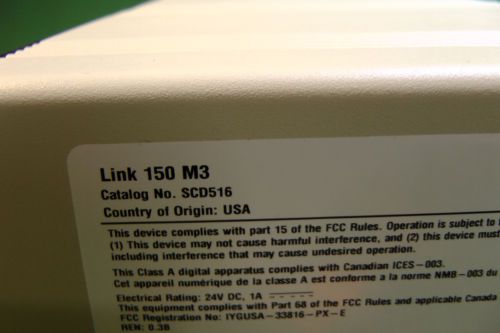 Link 150 M3
Catalog No. SCD516
Country of Origin: USA
This device complies with part 15 of the FCC Rules. Operation is subject to
(1) This device may not cause harmful interference, and (2) this device must
including interference that may cause undesired operation.
This Class A digital apparatus complies with Canadian ICES-003.
Cet appareil numérique de la classe A est conforme a la norme NMB-003 du
Electrical Rating: 24V DC, 1A
This equipment complies with Part 68 of the FCC Rules and applicable Canada
FCC Registration No: IYGUSA-33816-PX-E
REN: 0.3B